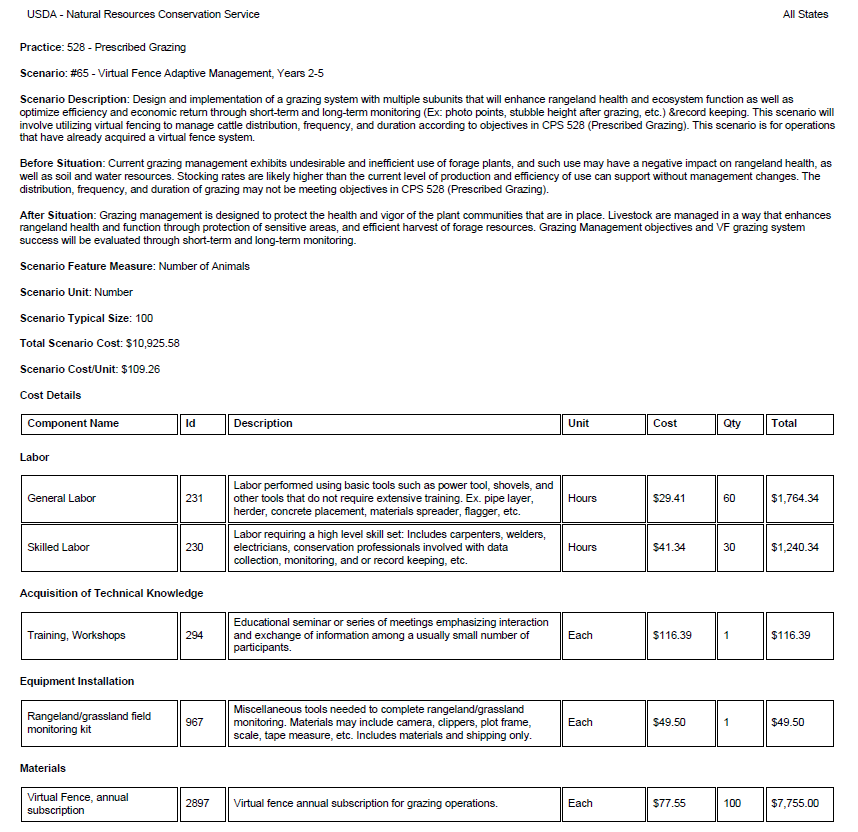 USDA - Natural Resources Conservation Service All States
Practice: 528 - Prescribed Grazing
Scenario: #65 - Virtual Fence Adaptive Management, Years 2-5
Scenario Description: Design and implementation of a grazing system with multiple subunits that will enhance rangeland health and ecosystem function as well as
optimize efficiency and economic return through short-term and long-term monitoring (Ex: photo points, stubble height after grazing, etc.) &record keeping. This scenario will
involve utilizing virtual fencing to manage cattle distribution, frequency, and duration according to objectives in CPS 528 (Prescribed Grazing). This scenario is for operations
that have already acquired a virtual fence system.
Before Situation: Current grazing management exhibits undesirable and inefficient use of forage plants, and such use may have a negative impact on rangeland health, as
well as soil and water resources. Stocking rates are likely higher than the current level of production and efficiency of use can support without management changes. The
distribution, frequency, and duration of grazing may not be meeting objectives in CPS 528 (Prescribed Grazing).
After Situation: Grazing management is designed to protect the health and vigor of the plant communities that are in place. Livestock are managed in a way that enhances
rangeland health and function through protection of sensitive areas, and efficient harvest of forage resources. Grazing Management objectives and VF grazing system
success will be evaluated through short-term and long-term monitoring.
Scenario Feature Measure: Number of Animals
Scenario Unit: Number
Scenario Typical Size: 100
Total Scenario Cost: $10,925.58
Scenario Cost/Unit: $109.26
Cost Details
Component Name Id Description Unit Cost Qty Total
Labor
General Labor 231 Labor performed using basic tools such as power tool, shovels, and
other tools that do not require extensive training. Ex. pipe layer,
herder, concrete placement, materials spreader, flagger, etc. Hours $29.41 60 $1,764.34
Skilled Labor 230 Labor requiring a high level skill set: Includes carpenters, welders,
electricians, conservation professionals involved with data
collection, monitoring, and or record keeping, etc. Hours $41.34 30 $1,240.34
Acquisition of Technical Knowledge
Training, Workshops 294 Educational seminar or series of meetings emphasizing interaction
and exchange of information among a usually small number of
participants. Each $116.39 1 $116.39
Equipment Installation
Rangeland/grassland field
monitoring kit 967 Miscellaneous tools needed to complete rangeland/grassland
monitoring. Materials may include camera, clippers, plot frame,
scale, tape measure, etc. Includes materials and shipping only. Each $49.50 1 $49.50
Materials
Virtual Fence, annual
subscription 2897 Virtual fence annual subscription for grazing operations. Each $77.55 100 $7,755.00